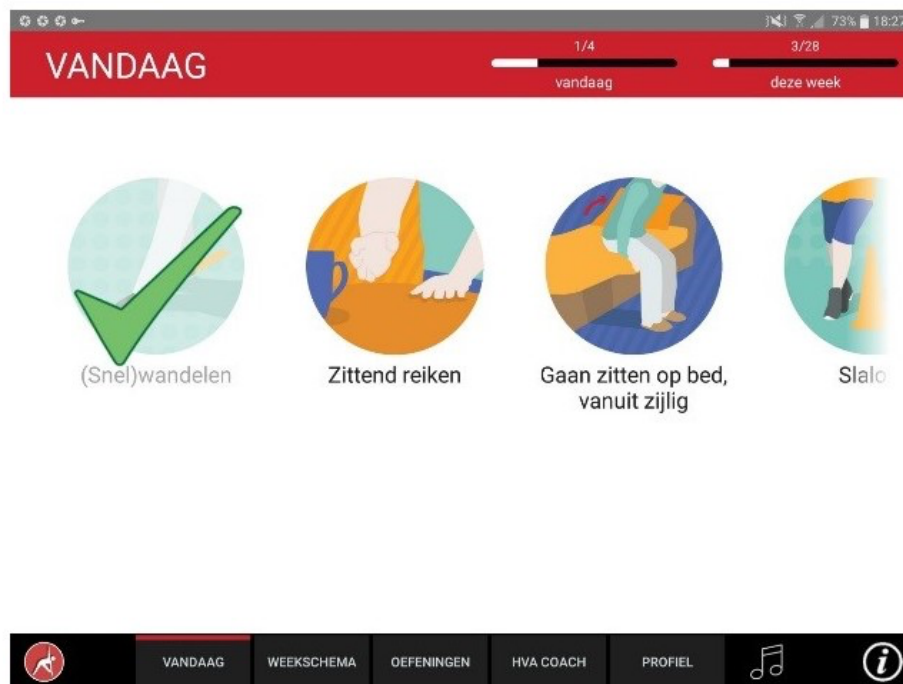 73% 18:27
VANDAAG
1/4
vandaag
3/28
deze week
(Snel)wandelen
Zittend reiken
Gaan zitten op bed,
vanuit zijlig
Slalo
VANDAAG
WEEKSCHEMA
OEFENINGEN
HVA COACH
PROFIEL
i